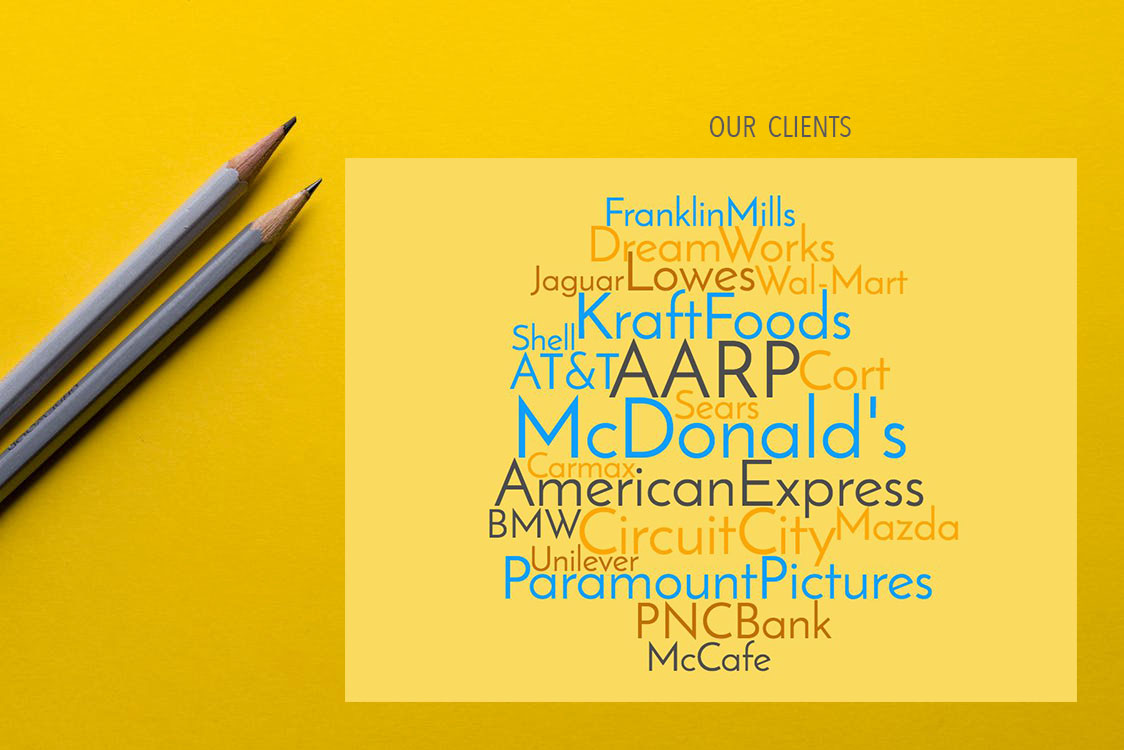 OUR CLIENTS
FranklinMills
DreamWorks
Jaguar Lowes Wal-Mart
KraftFoods
Shell
AT&T AARP Cort
Sears
McDonald's
Carmax
AmericanExpress
BMW CircuitCity Mazda
Unilever
ParamountPictures
PNCBank
McCafe